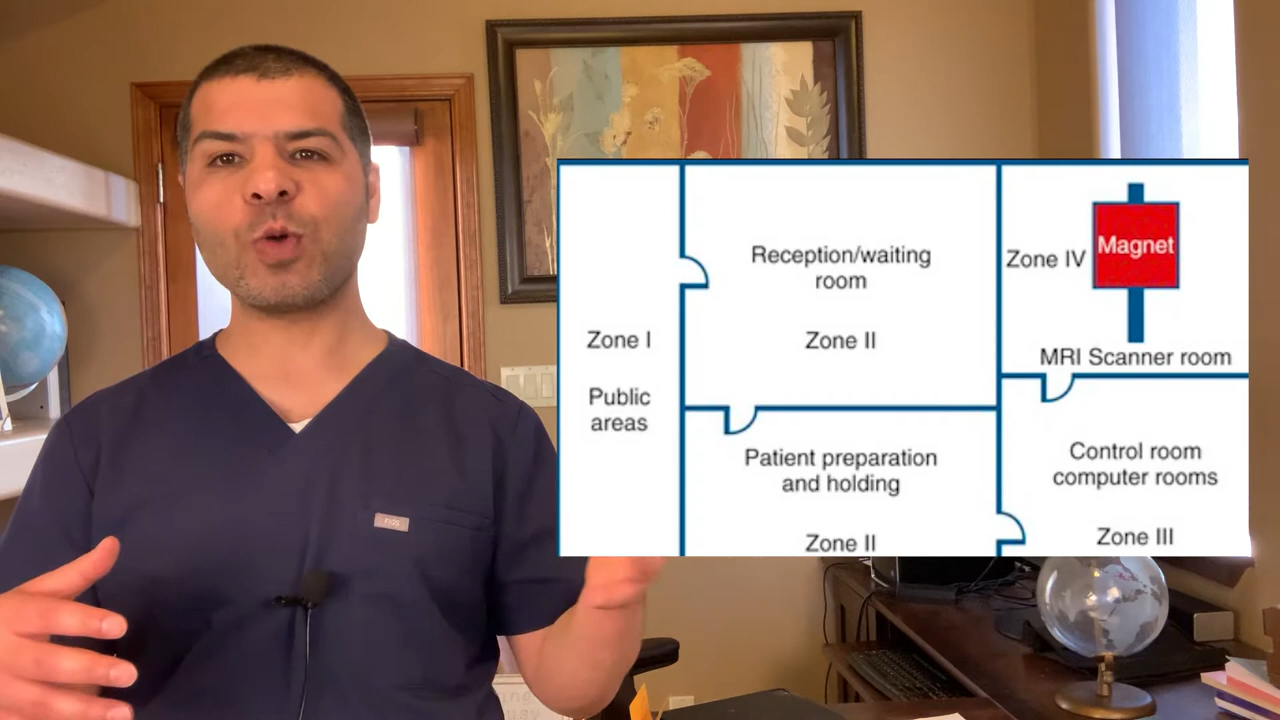 Zone I
Public
areas
Reception/waiting
room
Zone II
Patient preparation
and holding
Zone II
Zone IV
Magnet
MRI Scanner room
Control room
computer rooms
Zone III
FIGS